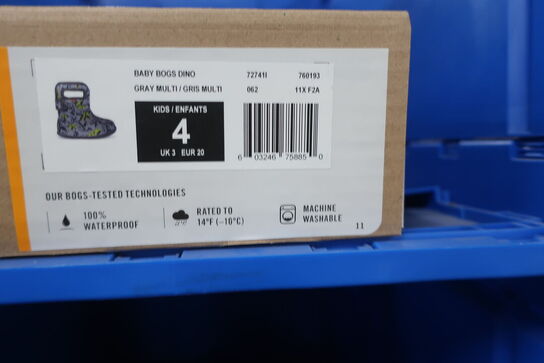 BABY BOGS DINO 72741I 760193
GRAY MULTI / GRIS MULTI 062 11X F2A
KIDS / ENFANTS
4
UK 3 EUR 20
6 03246 75885 0
OUR BOGS-TESTED TECHNOLOGIES
100%
WATERPROOF
RATED TO
14°F (-10°C)
MACHINE
WASHABLE
11